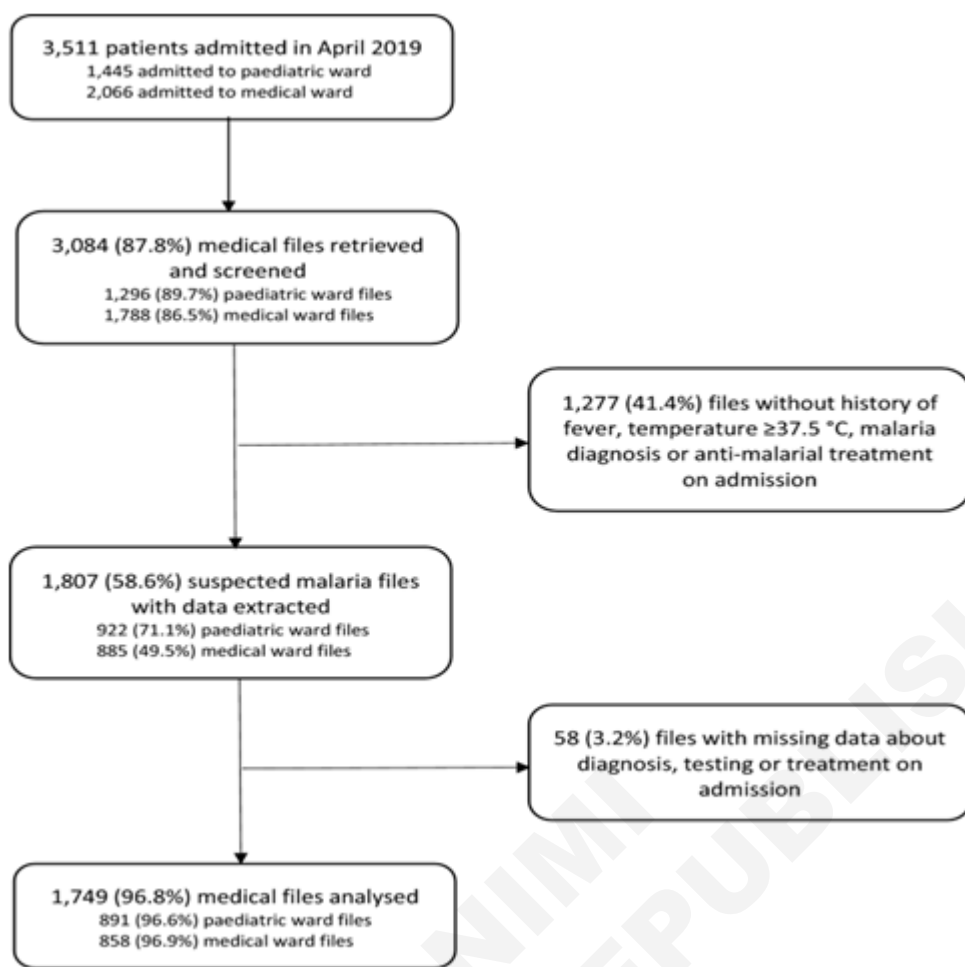 3,511 patients admitted in April 2019
1,445 admitted to paediatric ward
2,066 admitted to medical ward
3,084 (87.8%) medical files retrieved
and screened
1,296 (89.7%) paediatric ward files
1,788 (86.5%) medical ward files
1,277 (41.4%) files without history of
fever, temperature ≥37.5 °C, malaria
diagnosis or anti-malarial treatment
on admission
1,807 (58.6%) suspected malaria files
with data extracted
922 (71.1%) paediatric ward files
885 (49.5%) medical ward files
58 (3.2%) files with missing data about
diagnosis, testing or treatment on
admission
1,749 (96.8%) medical files analysed
891 (96.6%) paediatric ward files
858 (96.9%) medical ward files